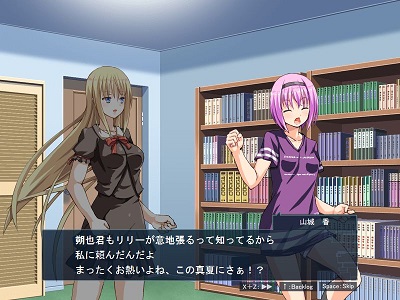 山城　香
朔也君もリリーが意地張るって知ってるから
私に頼んだんだよ
まったくお熱いよね、この真夏にさぁ！？
X+Z:▶▶ ↑:Backlog Space:Skip